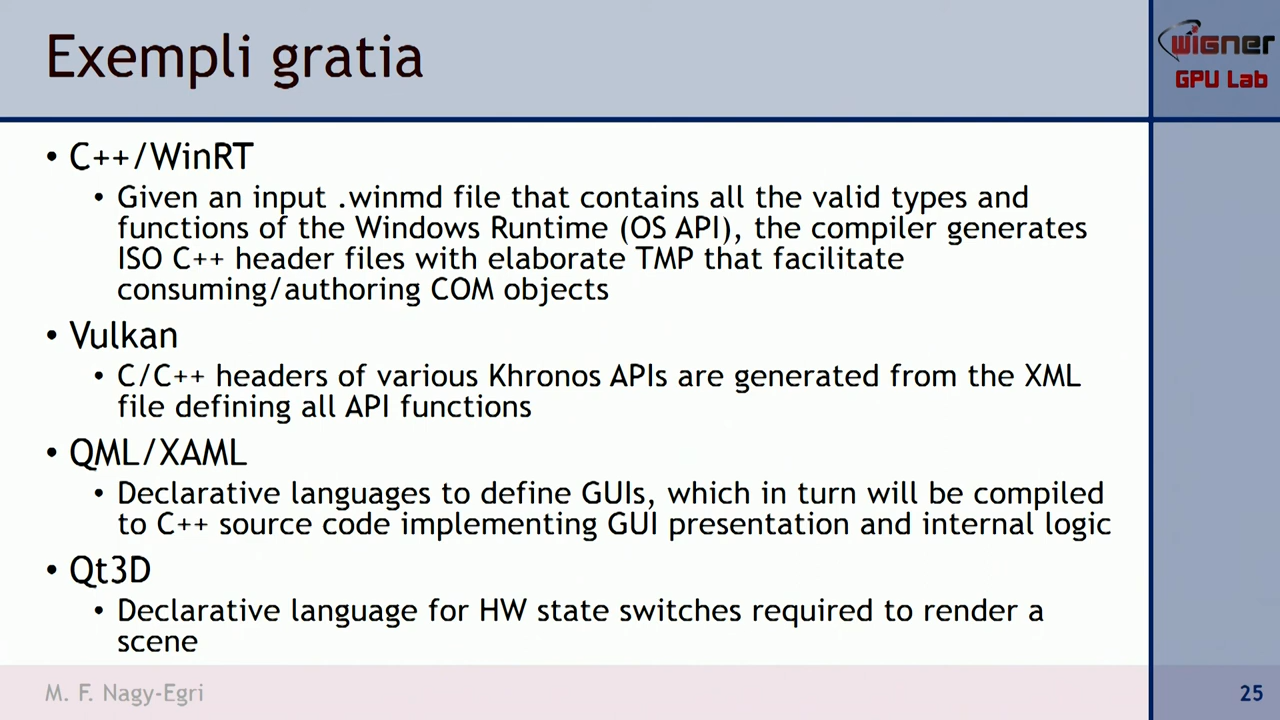 Exempli gratia
Wigner
GPU Lab
• C++/WinRT
• Given an input .winmd file that contains all the valid types and
functions of the Windows Runtime (OS API), the compiler generates
ISO C++ header files with elaborate TMP that facilitate
consuming/authoring COM objects
• Vulkan
• C/C++ headers of various Khronos APIs are generated from the XML
file defining all API functions
• QML/XAML
• Declarative languages to define GUIs, which in turn will be compiled
to C++ source code implementing GUI presentation and internal logic
• Qt3D
• Declarative language for HW state switches required to render a
scene
M. F. Nagy-Egri
25